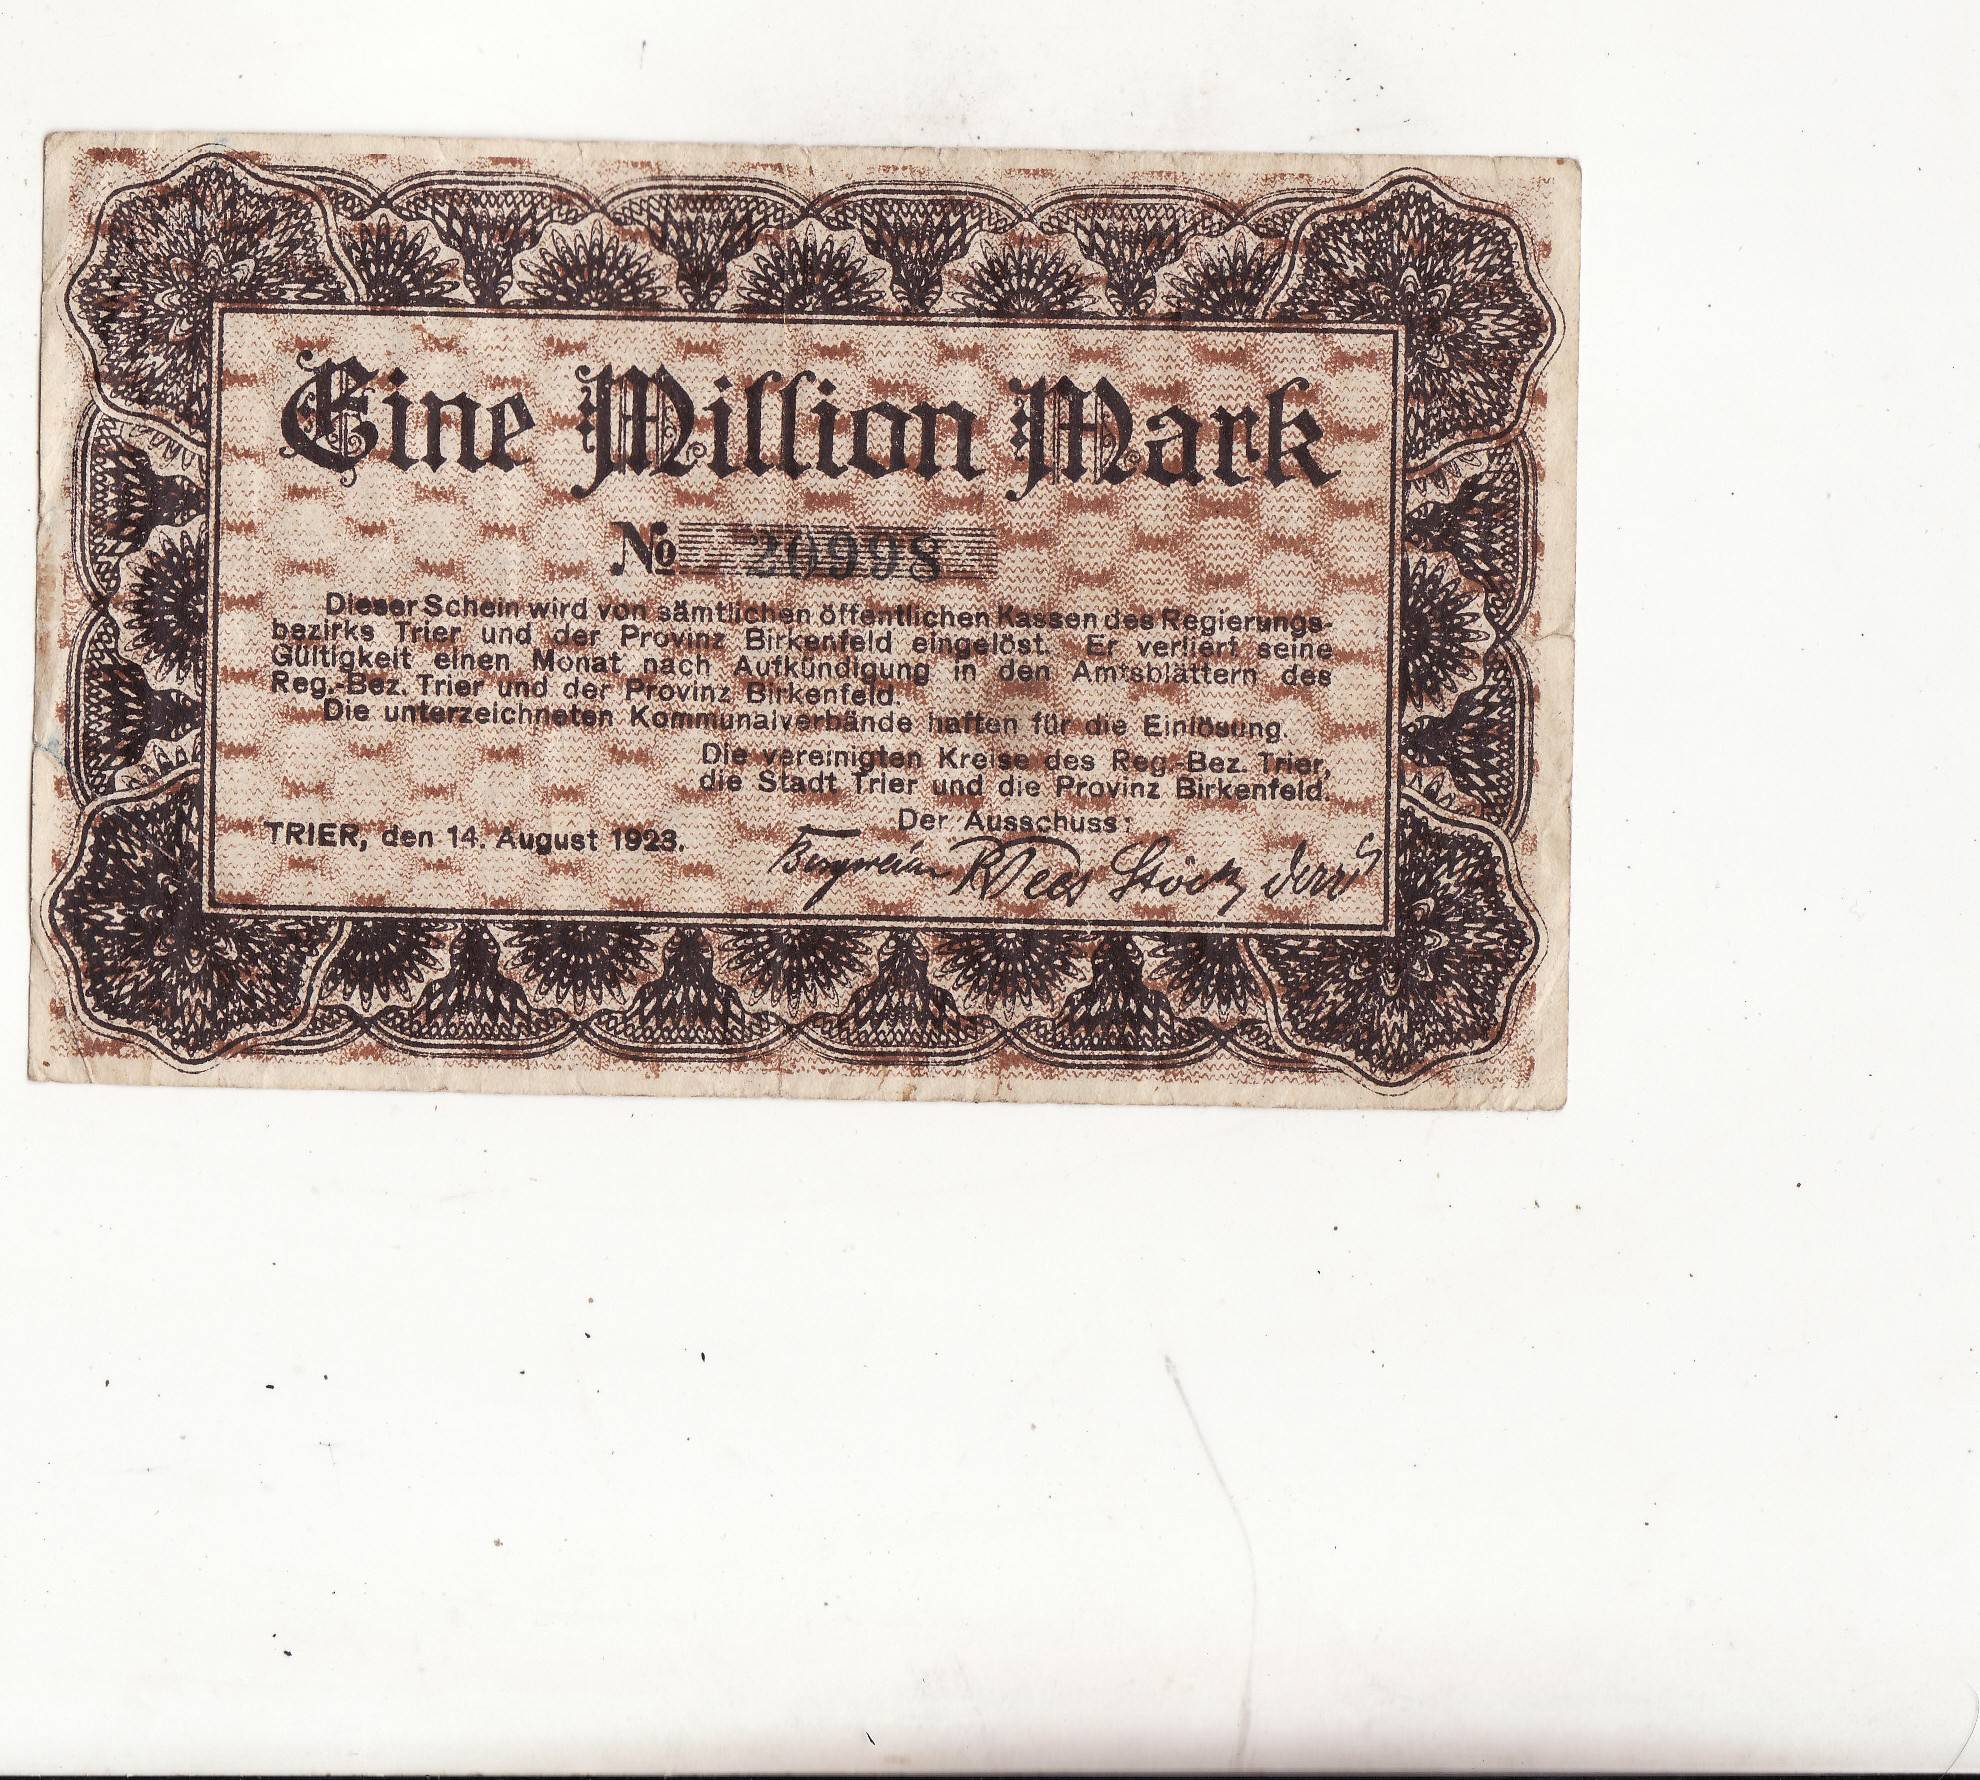 Eine Million Mark
№ 20998
Dieser Schein wird von sämtlichen öffentlichen Kassen des Regierungs-
bezirks Trier und der Provinz Birkenfeld eingelöst. Er verliert seine
Gültigkeit einen Monat nach Aufkündigung in den Amtsblättern des
Reg.-Bez. Trier und der Provinz Birkenfeld.
Die unterzeichneten Kommunalverbände haften für die Einlösung.
Die vereinigten Kreise des Reg.-Bez. Trier,
die Stadt Trier und die Provinz Birkenfeld.
Der Ausschuss:
TRIER, den 14. August 1923.